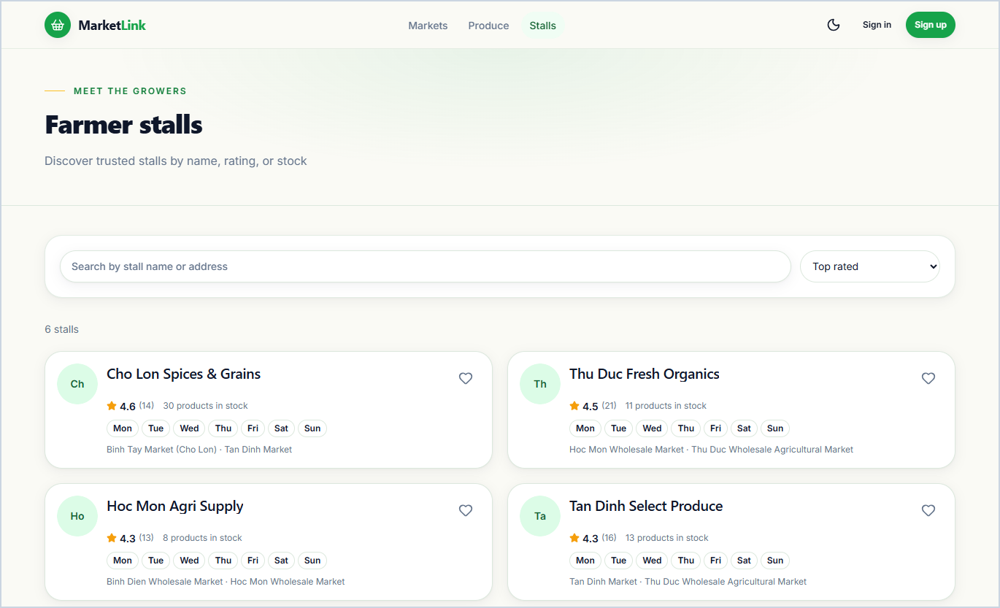 MarketLink Markets Produce Stalls Sign in Sign up
MEET THE GROWERS
Farmer stalls
Discover trusted stalls by name, rating, or stock
Search by stall name or address Top rated
6 stalls
Ch Cho Lon Spices & Grains
4.6 (14) 30 products in stock
Mon Tue Wed Thu Fri Sat Sun
Binh Tay Market (Cho Lon) · Tan Dinh Market
Th Thu Duc Fresh Organics
4.5 (21) 11 products in stock
Mon Tue Wed Thu Fri Sat Sun
Hoc Mon Wholesale Market · Thu Duc Wholesale Agricultural Market
Ho Hoc Mon Agri Supply
4.3 (13) 8 products in stock
Mon Tue Wed Thu Fri Sat Sun
Binh Dien Wholesale Market · Hoc Mon Wholesale Market
Ta Tan Dinh Select Produce
4.3 (16) 13 products in stock
Mon Tue Wed Thu Fri Sat Sun
Tan Dinh Market · Thu Duc Wholesale Agricultural Market